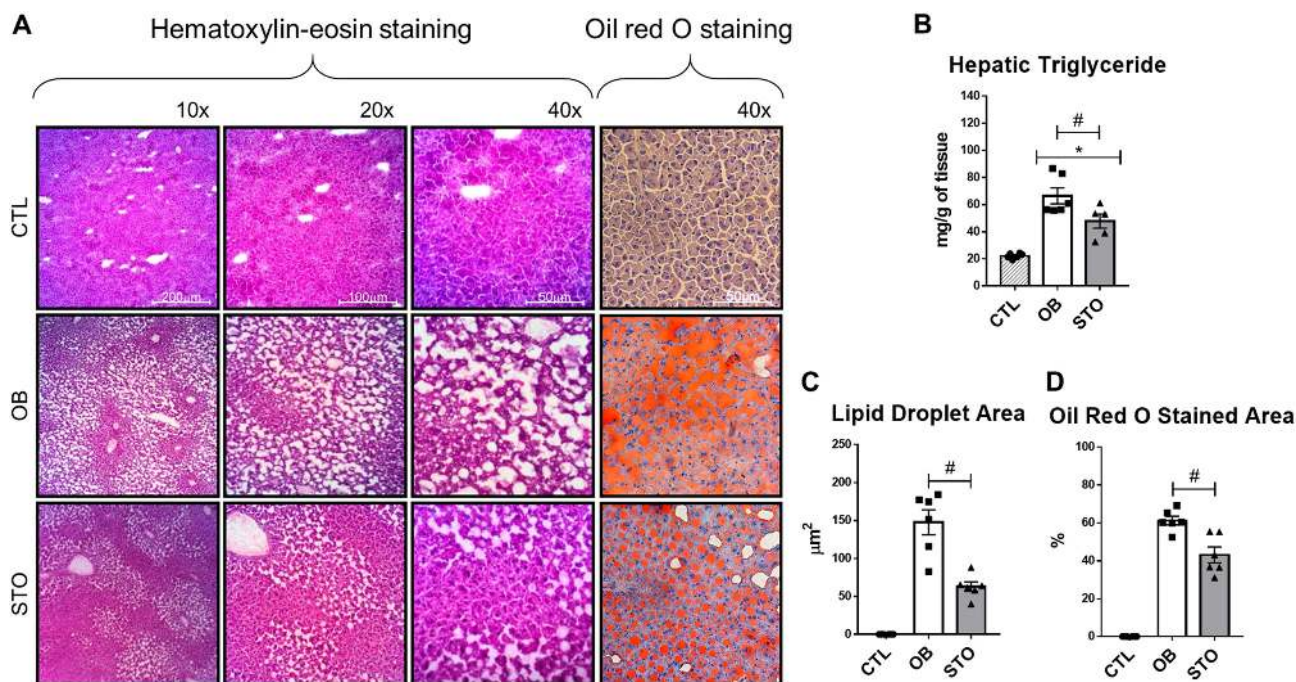 A
Hematoxylin-eosin staining
Oil red O staining
10x
20x
40x
40x
CTL
200µm
100µm
50µm
50µm
OB
STO
B
Hepatic Triglyceride
mg/g of tissue
140
120
100
80
60
40
20
0
#
*
CTL
OB
STO
C
Lipid Droplet Area
µm²
250
200
150
100
50
0
#
CTL
OB
STO
D
Oil Red O Stained Area
%
100
80
60
40
20
0
#
CTL
OB
STO